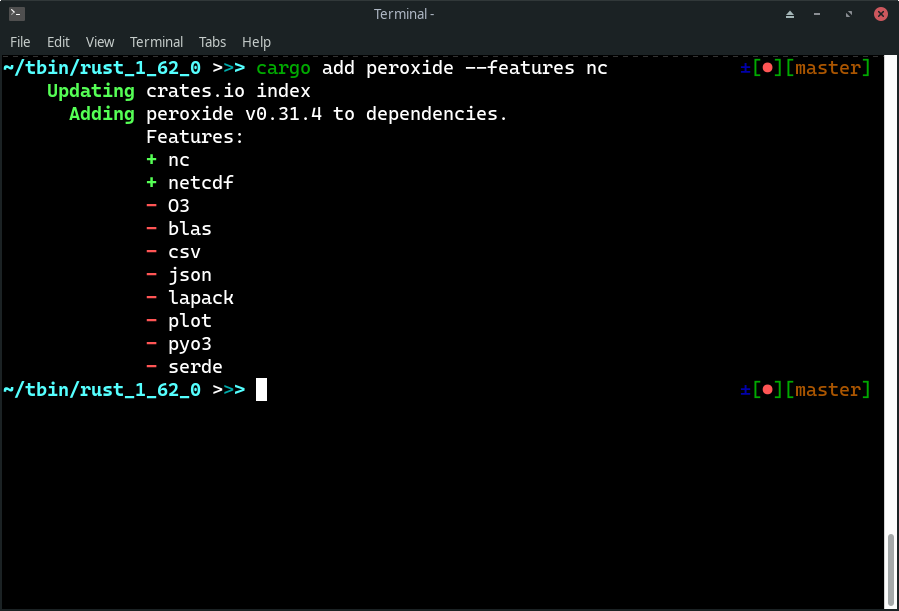 Terminal -
File Edit View Terminal Tabs Help
~/tbin/rust_1_62_0 >>> cargo add peroxide --features nc ±[●][master]
Updating crates.io index
Adding peroxide v0.31.4 to dependencies.
Features:
+ nc
+ netcdf
- O3
- blas
- csv
- json
- lapack
- plot
- pyo3
- serde
~/tbin/rust_1_62_0 >>> ±[●][master]